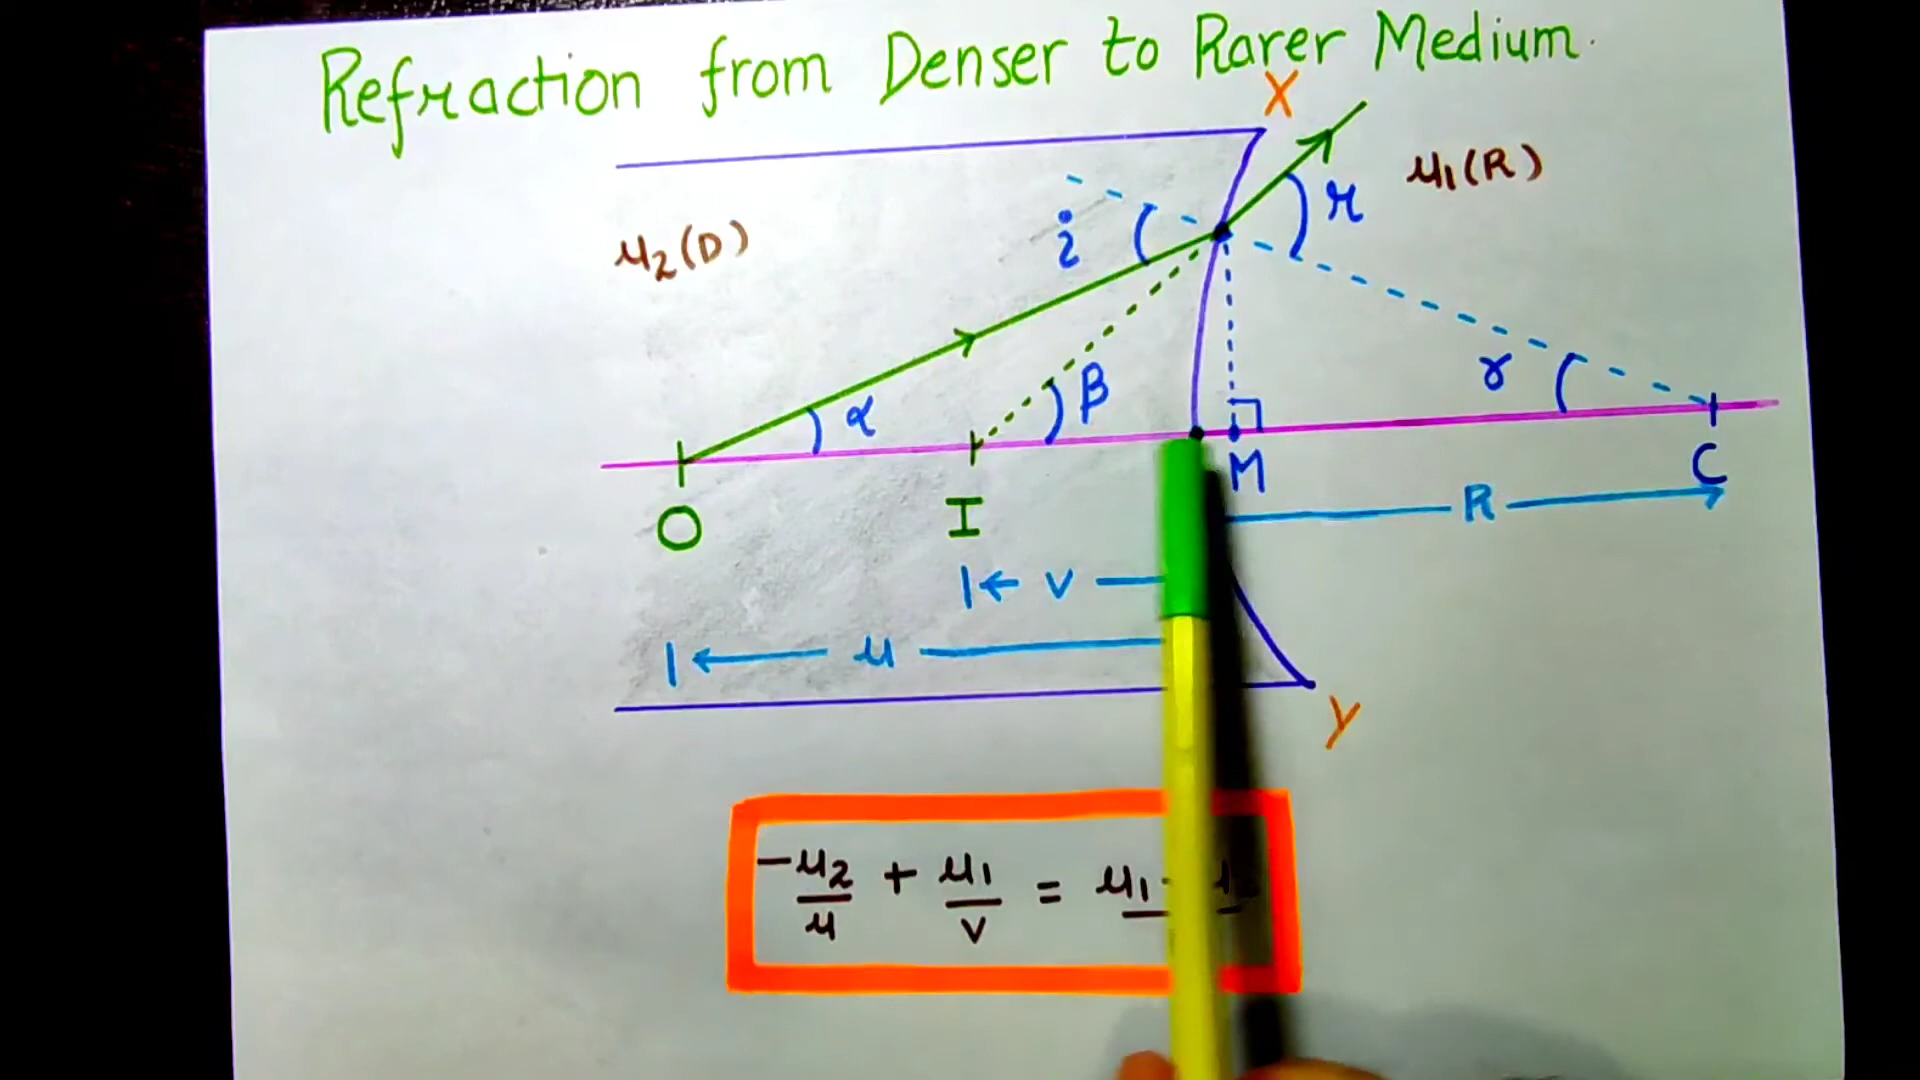 Refraction from Denser to Rarer Medium.
X
μ1(R)
μ2(D)
i
r
α
β
γ
O
I
M
C
R
v
u
Y
-μ2/u + μ1/v = μ1 -